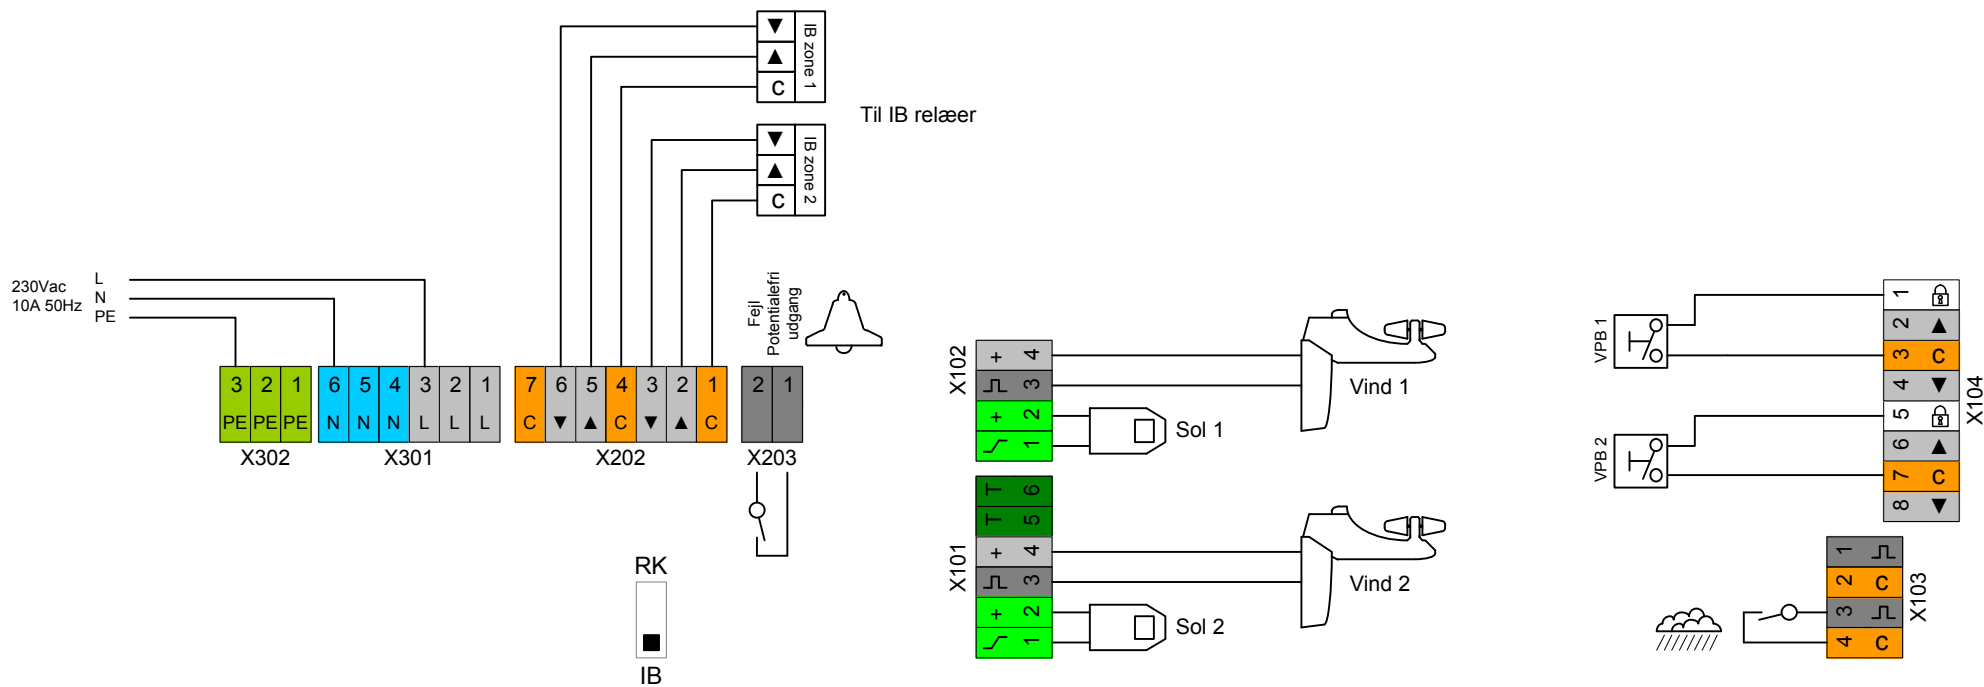 ▼
▲
C
IB zone 1
▼
▲
C
IB zone 2
Til IB relæer
230Vac
10A 50Hz
L
N
PE
3 2 1
PE PE PE
X302
6 5 4 3 2 1
N N N L L L
X301
7 6 5 4 3 2 1
C ▼ ▲ C ▼ ▲ C
X202
Fejl
Potentialefri
udgang
2 1
X203
RK
IB
X102
+ 4
3
+ 2
1
Vind 1
Sol 1
X101
T 6
T 5
+ 4
3
+ 2
1
Vind 2
Sol 2
VPB 1
VPB 2
1
2 ▲
3 C
4 ▼
5
6 ▲
7 C
8 ▼
X104
1
2 C
3
4 C
X103